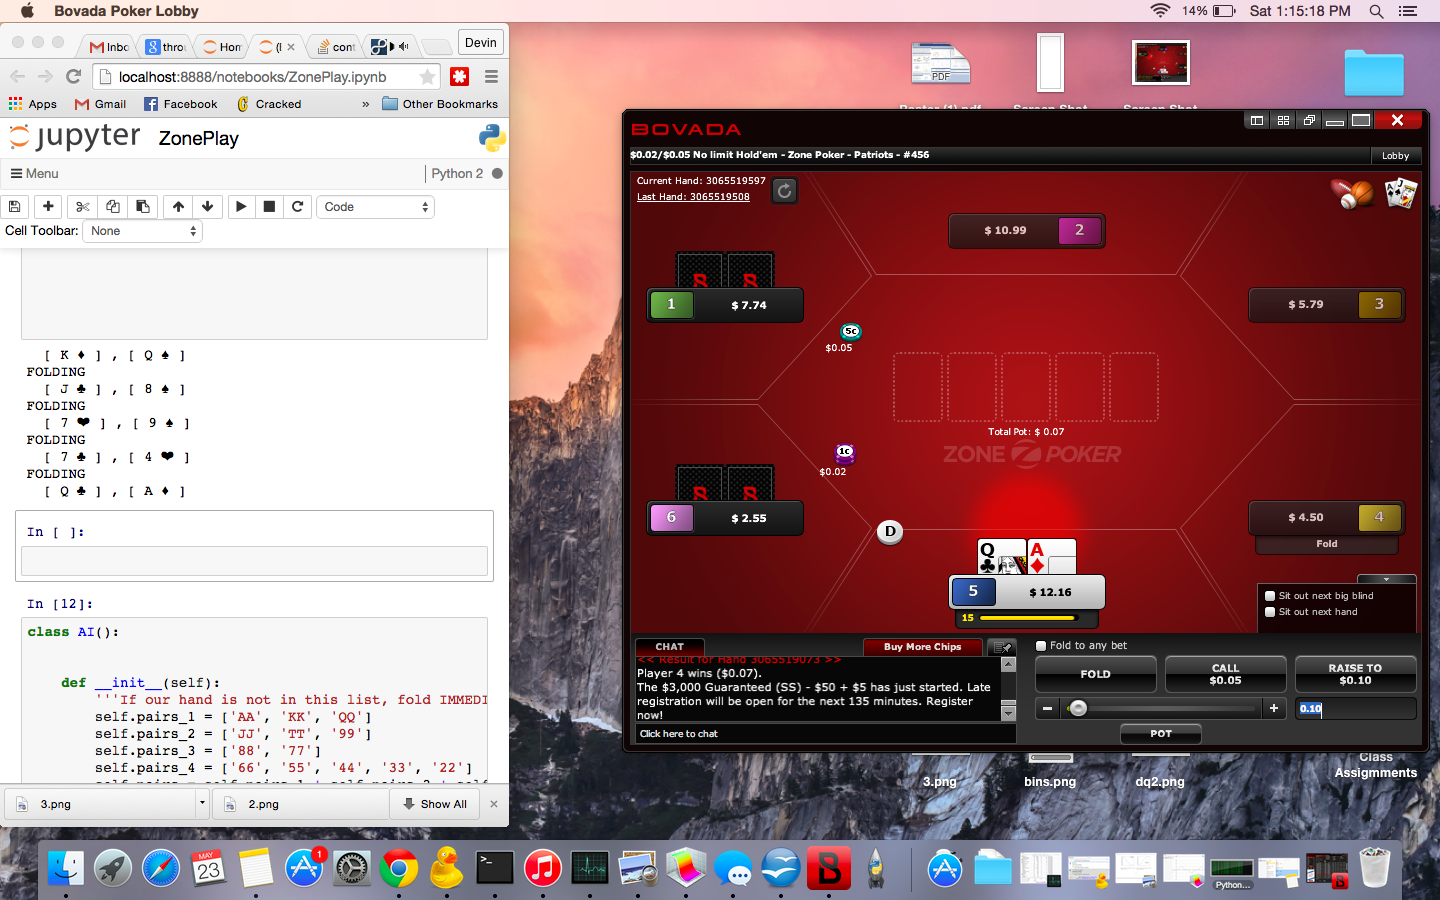 Bovada Poker Lobby
14%
Sat 1:15:18 PM
Inbo
throu
Hom
(I
cont
Devin
localhost:8888/notebooks/ZonePlay.ipynb
Apps
Gmail
Facebook
Cracked
»
Other Bookmarks
jupyter
ZonePlay
Menu
Python 2
Code
Cell Toolbar:
None
[ K ♦ ] , [ Q ♠ ]
FOLDING
[ J ♣ ] , [ 8 ♠ ]
FOLDING
[ 7 ♥ ] , [ 9 ♠ ]
FOLDING
[ 7 ♣ ] , [ 4 ♥ ]
FOLDING
[ Q ♣ ] , [ A ♦ ]
In [ ]:
In [12]:
class AI():
def __init__(self):
'''If our hand is not in this list, fold IMMEDI
self.pairs_1 = ['AA', 'KK', 'QQ']
self.pairs_2 = ['JJ', 'TT', '99']
self.pairs_3 = ['88', '77']
self.pairs_4 = ['66', '55', '44', '33', '22']
3.png
2.png
Show All
PDF
BOVADA
$0.02/$0.05 No limit Hold'em - Zone Poker - Patriots - #456
Lobby
Current Hand: 3065519597
Last Hand: 3065519508
$ 10.99
2
1
$ 7.74
$ 5.79
3
5c
$0.05
Total Pot: $ 0.07
ZONE POKER
1c
$0.02
6
$ 2.55
D
$ 4.50
4
Fold
Q
A
5
$ 12.16
15
Sit out next big blind
Sit out next hand
CHAT
Buy More Chips
Fold to any bet
<< Result for Hand 3065519073 >>
Player 4 wins ($0.07).
The $3,000 Guaranteed (SS) - $50 + $5 has just started. Late
registration will be open for the next 135 minutes. Register
now!
Click here to chat
FOLD
CALL
$0.05
RAISE TO
$0.10
0.10
POT
3.png
bins.png
dq2.png
Class
Assignments
MAY
23
1
Python...